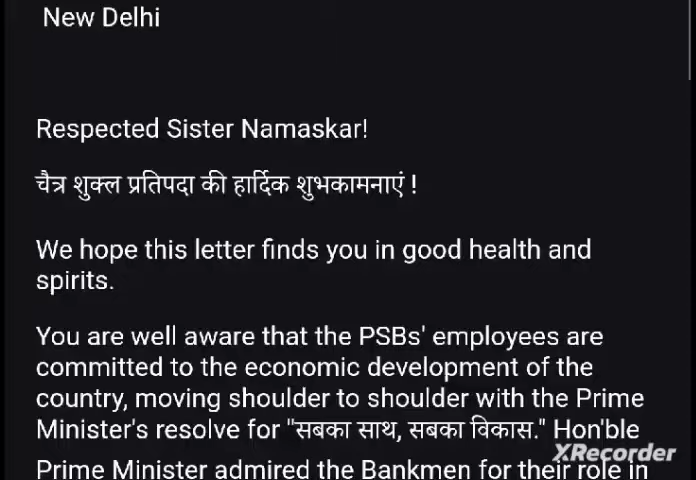 New Delhi
Respected Sister Namaskar!
चैत्र शुक्ल प्रतिपदा की हार्दिक शुभकामनाएं !
We hope this letter finds you in good health and
spirits.
You are well aware that the PSBs' employees are
committed to the economic development of the
country, moving shoulder to shoulder with the Prime
Minister's resolve for "सबका साथ, सबका विकास." Hon'ble
Prime Minister admired the Bankmen for their role in
XRecorder